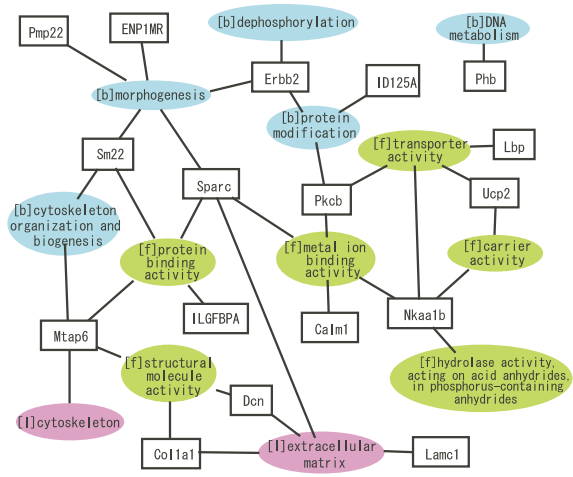 Pmp22
ENP1MR
[b]dephosphorylation
[b]DNA
metabolism
Erbb2
ID125A
Phb
[b]morphogenesis
[b]protein
modification
[f]transporter
activity
Lbp
Sm22
Sparc
Pkcb
Ucp2
[b]cytoskeleton
organization and
biogenesis
[f]protein
binding
activity
[f]metal ion
binding
activity
[f]carrier
activity
ILGFBPA
Calm1
Nkaa1b
Mtap6
[f]structural
molecule
activity
[f]hydrolase activity,
acting on acid anhydrides,
in phosphorus-containing
anhydrides
Dcn
[l]cytoskeleton
Col1a1
[l]extracellular
matrix
Lamc1